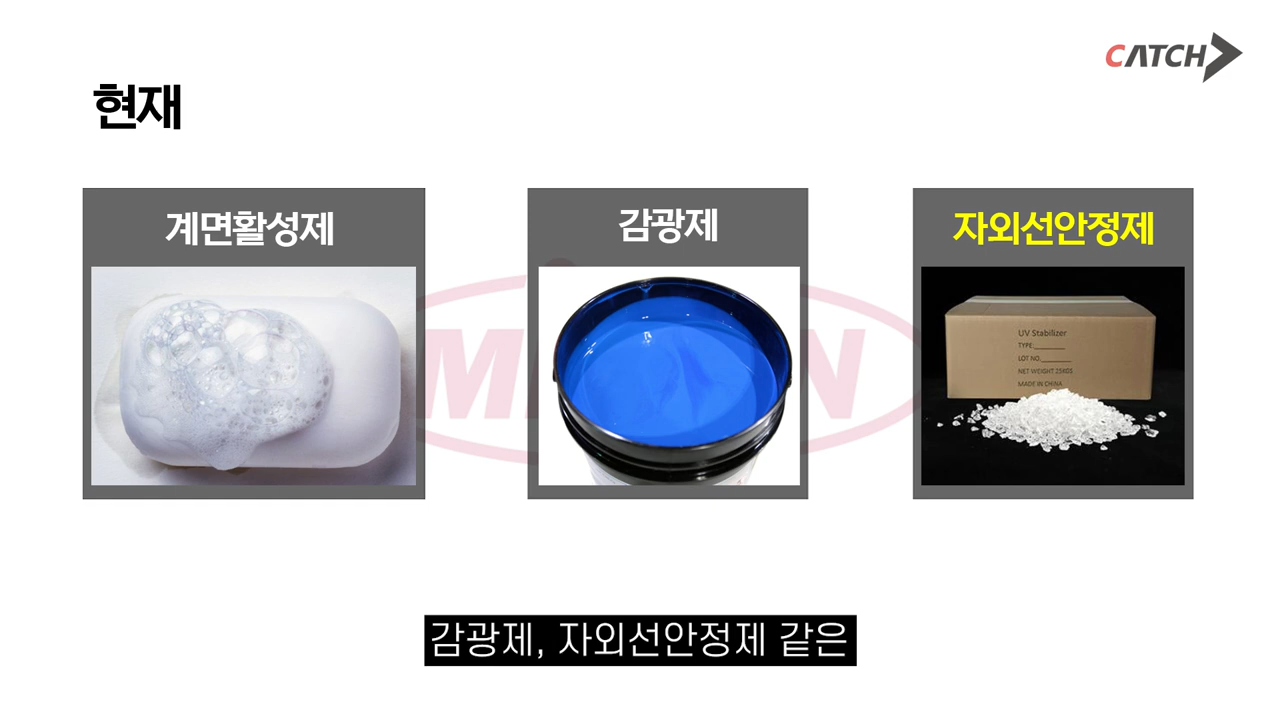 CATCH
현재
계면활성제
감광제
자외선안정제
UV Stabilizer
TYPE:
LOT NO.
NET WEIGHT 25KGS
MADE IN CHINA
감광제, 자외선안정제 같은